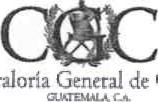 CGC
raloría General de
GUATEMALA, C.A.